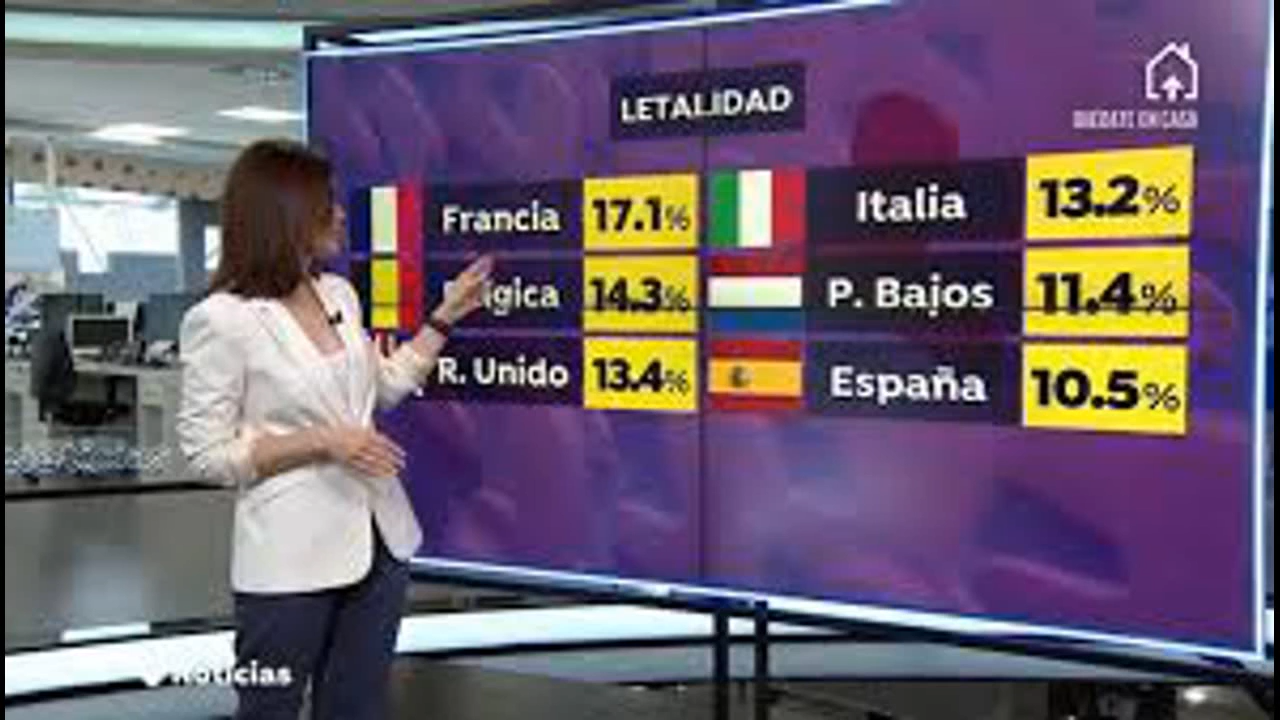 LETALIDAD
QUÉDATE EN CASA
Francia 17.1%
14.3%
R. Unido 13.4%
Italia 13.2%
P. Bajos 11.4%
España 10.5%
Noticias